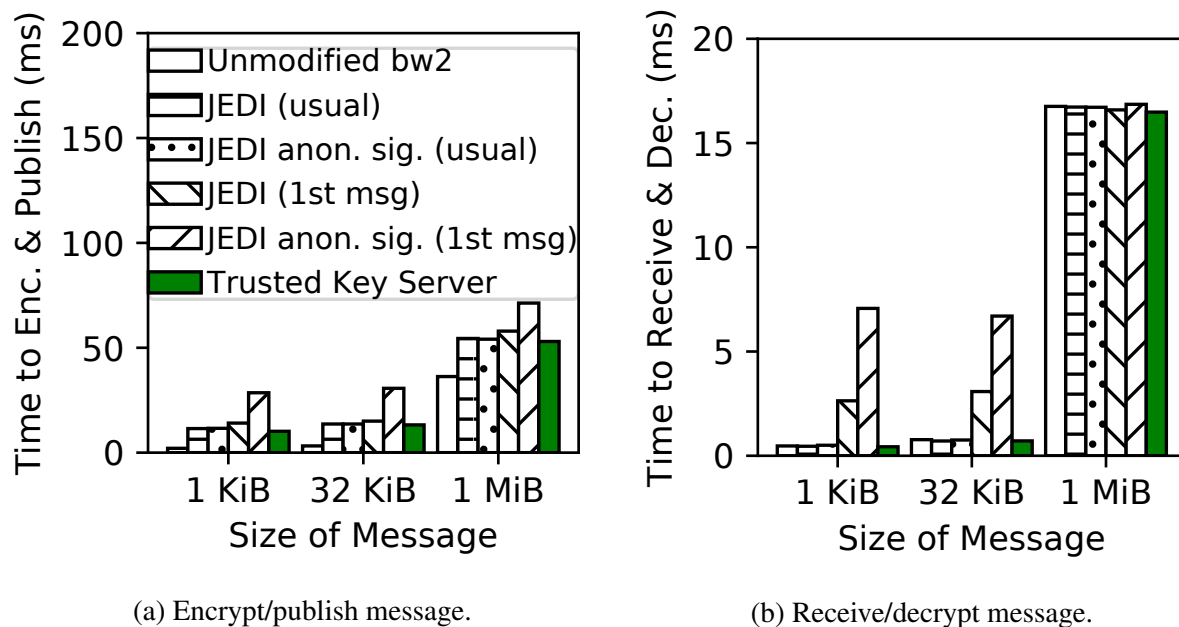 Time to Enc. & Publish (ms)
200
150
100
50
0
Unmodified bw2
JEDI (usual)
JEDI anon. sig. (usual)
JEDI (1st msg)
JEDI anon. sig. (1st msg)
Trusted Key Server
1 KiB 32 KiB 1 MiB
Size of Message
(a) Encrypt/publish message.
Time to Receive & Dec. (ms)
20
15
10
5
0
1 KiB 32 KiB 1 MiB
Size of Message
(b) Receive/decrypt message.